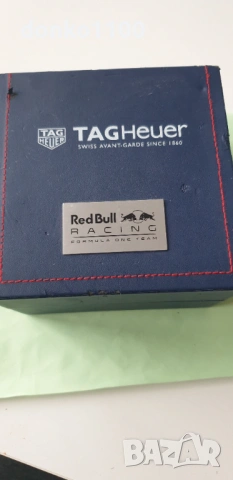 TAG
HEUER
TAGHeuer
SWISS AVANT-GARDE SINCE 1860
Red Bull
RACING
FORMULA ONE TEAM
bazar.bg